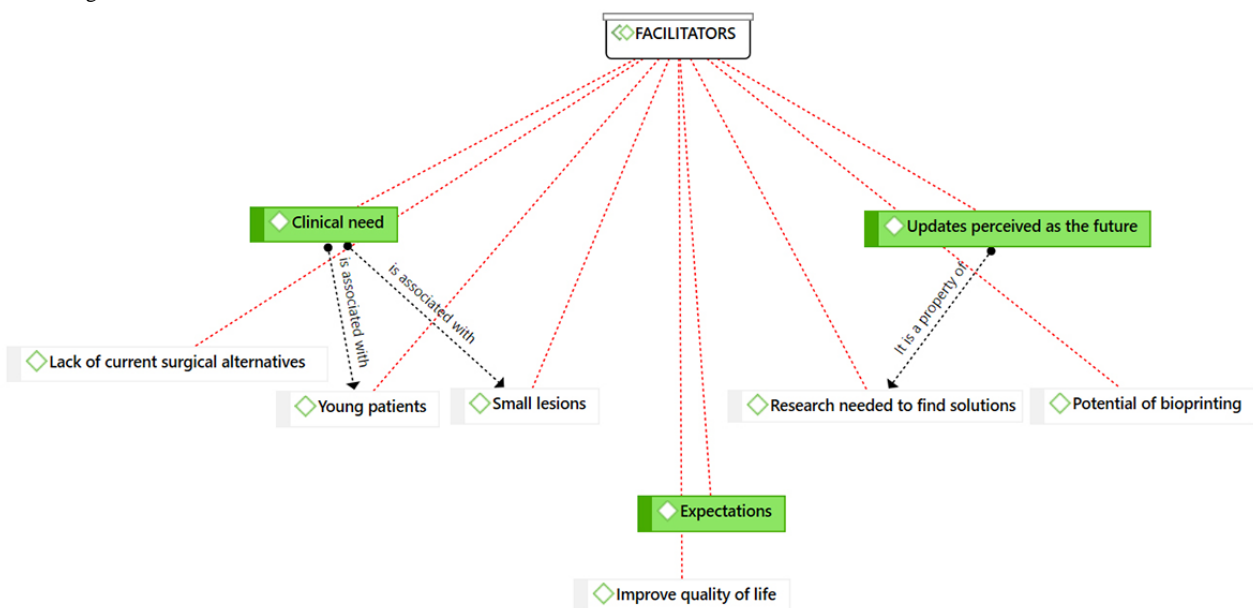 FACILITATORS
Clinical need
Updates perceived as the future
is associated with
is associated with
It is a property of
Lack of current surgical alternatives
Young patients
Small lesions
Research needed to find solutions
Potential of bioprinting
Expectations
Improve quality of life